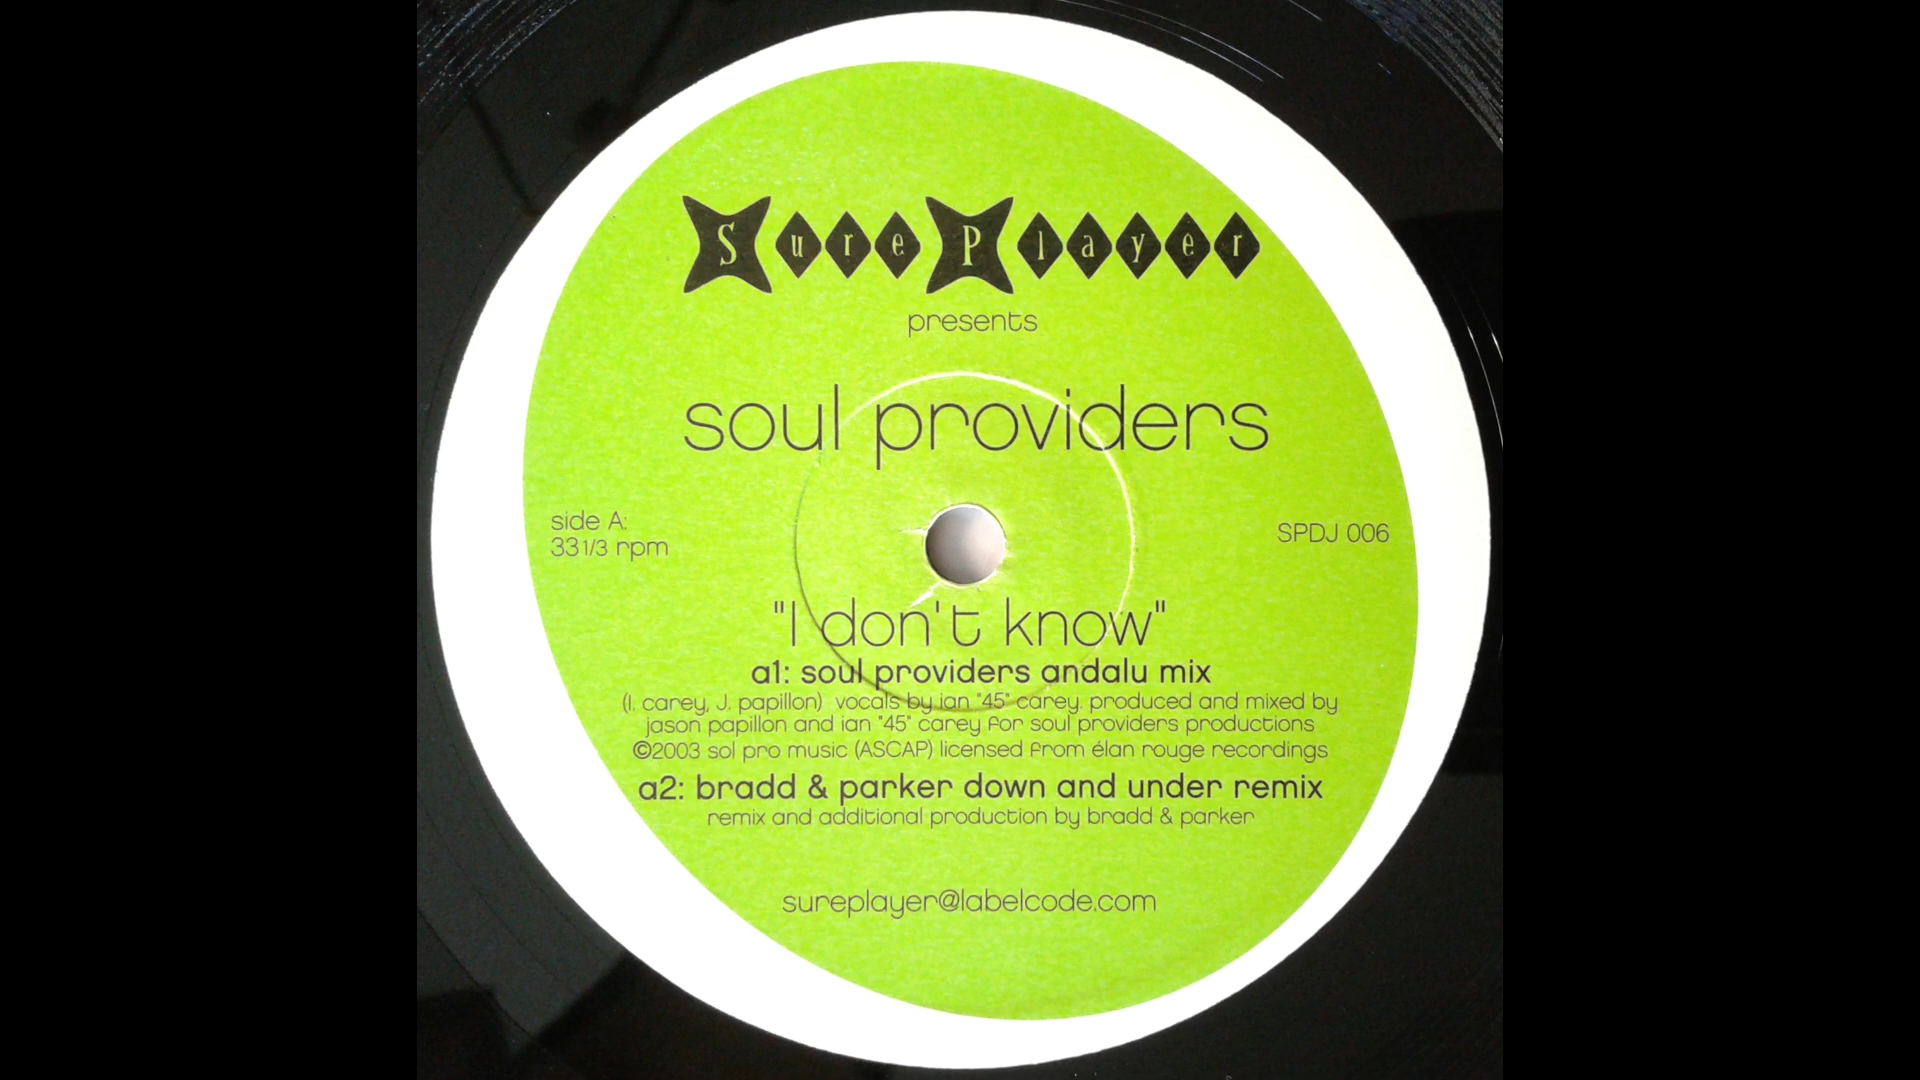 Sure Player
presents
soul providers
side A:
33 1/3 rpm
SPDJ 006
"I don't know"
a1: soul providers andalu mix
(I. carey, J. papillon) vocals by ian "45" carey. produced and mixed by
jason papillon and ian "45" carey for soul providers productions
©2003 sol pro music (ASCAP) licensed from élan rouge recordings
a2: bradd & parker down and under remix
remix and additional production by bradd & parker
sureplayer@labelcode.com